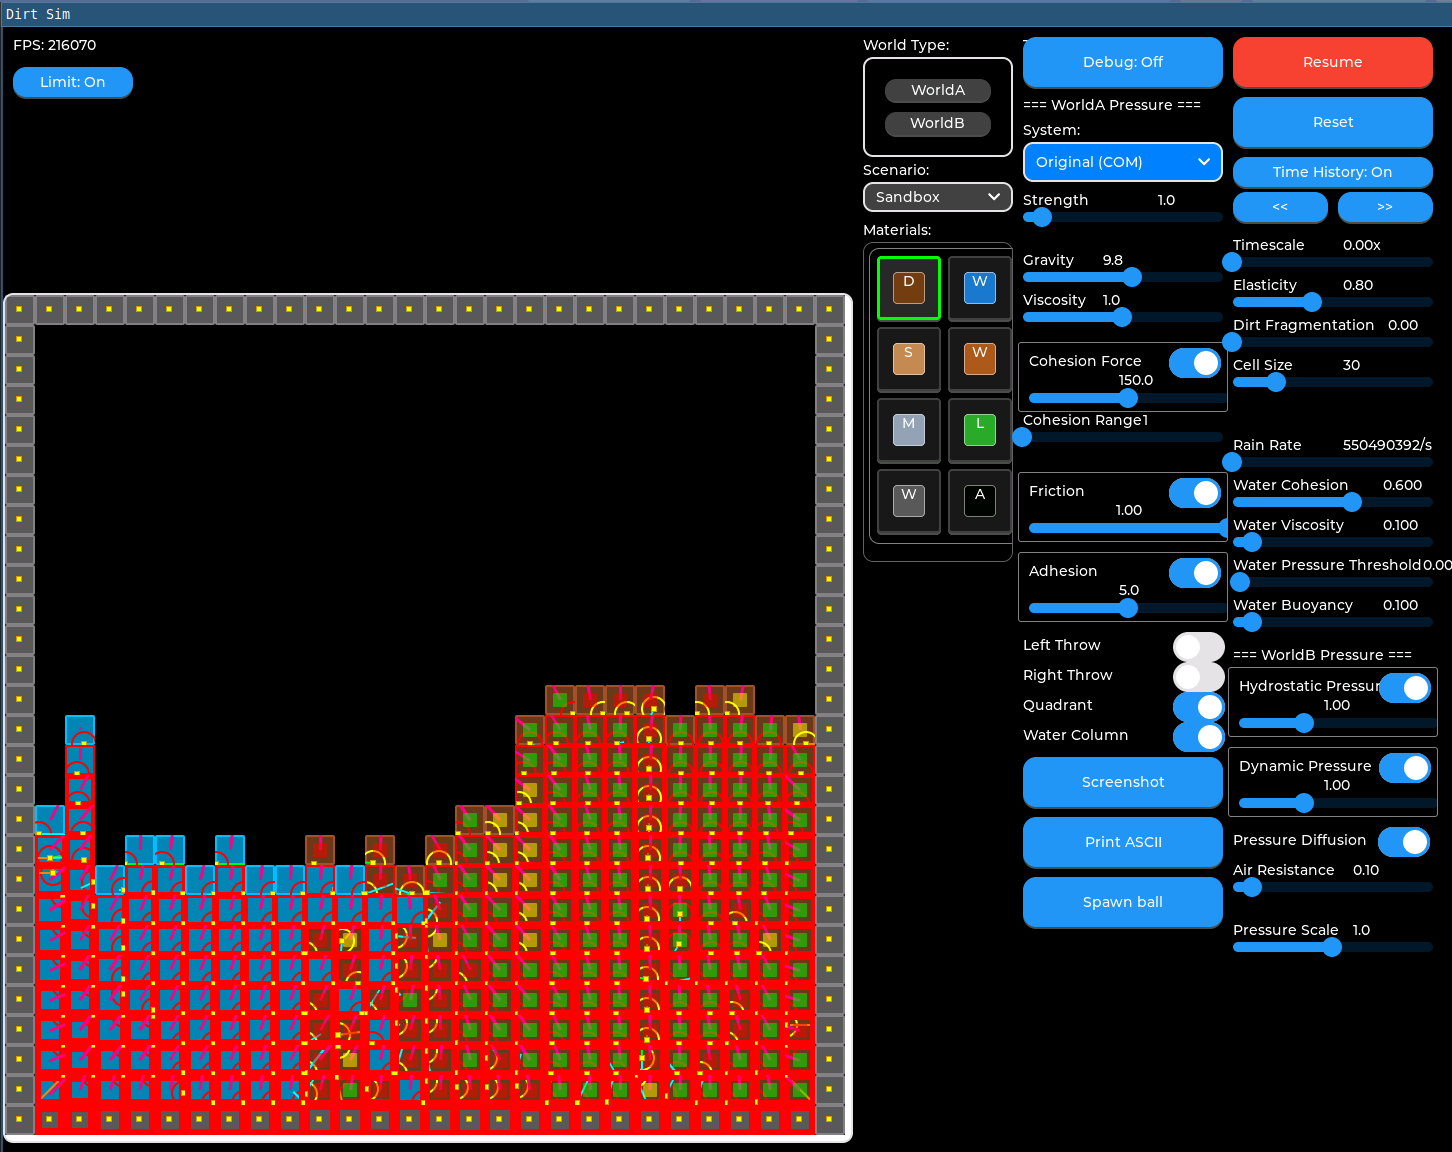 Dirt Sim
FPS: 216070
Limit: On
World Type:
WorldA
WorldB
Scenario:
Sandbox
Materials:
D
W
S
W
M
L
W
A
Debug: Off
=== WorldA Pressure ===
System:
Original (COM)
Strength 1.0
Gravity 9.8
Viscosity 1.0
Cohesion Force
150.0
Cohesion Range1
Friction
1.00
Adhesion
5.0
Left Throw
Right Throw
Quadrant
Water Column
Screenshot
Print ASCII
Spawn ball
Resume
Reset
Time History: On
<< >>
Timescale 0.00x
Elasticity 0.80
Dirt Fragmentation 0.00
Cell Size 30
Rain Rate 550490392/s
Water Cohesion 0.600
Water Viscosity 0.100
Water Pressure Threshold0.00
Water Buoyancy 0.100
=== WorldB Pressure ===
Hydrostatic Pressur
1.00
Dynamic Pressure
1.00
Pressure Diffusion
Air Resistance 0.10
Pressure Scale 1.0